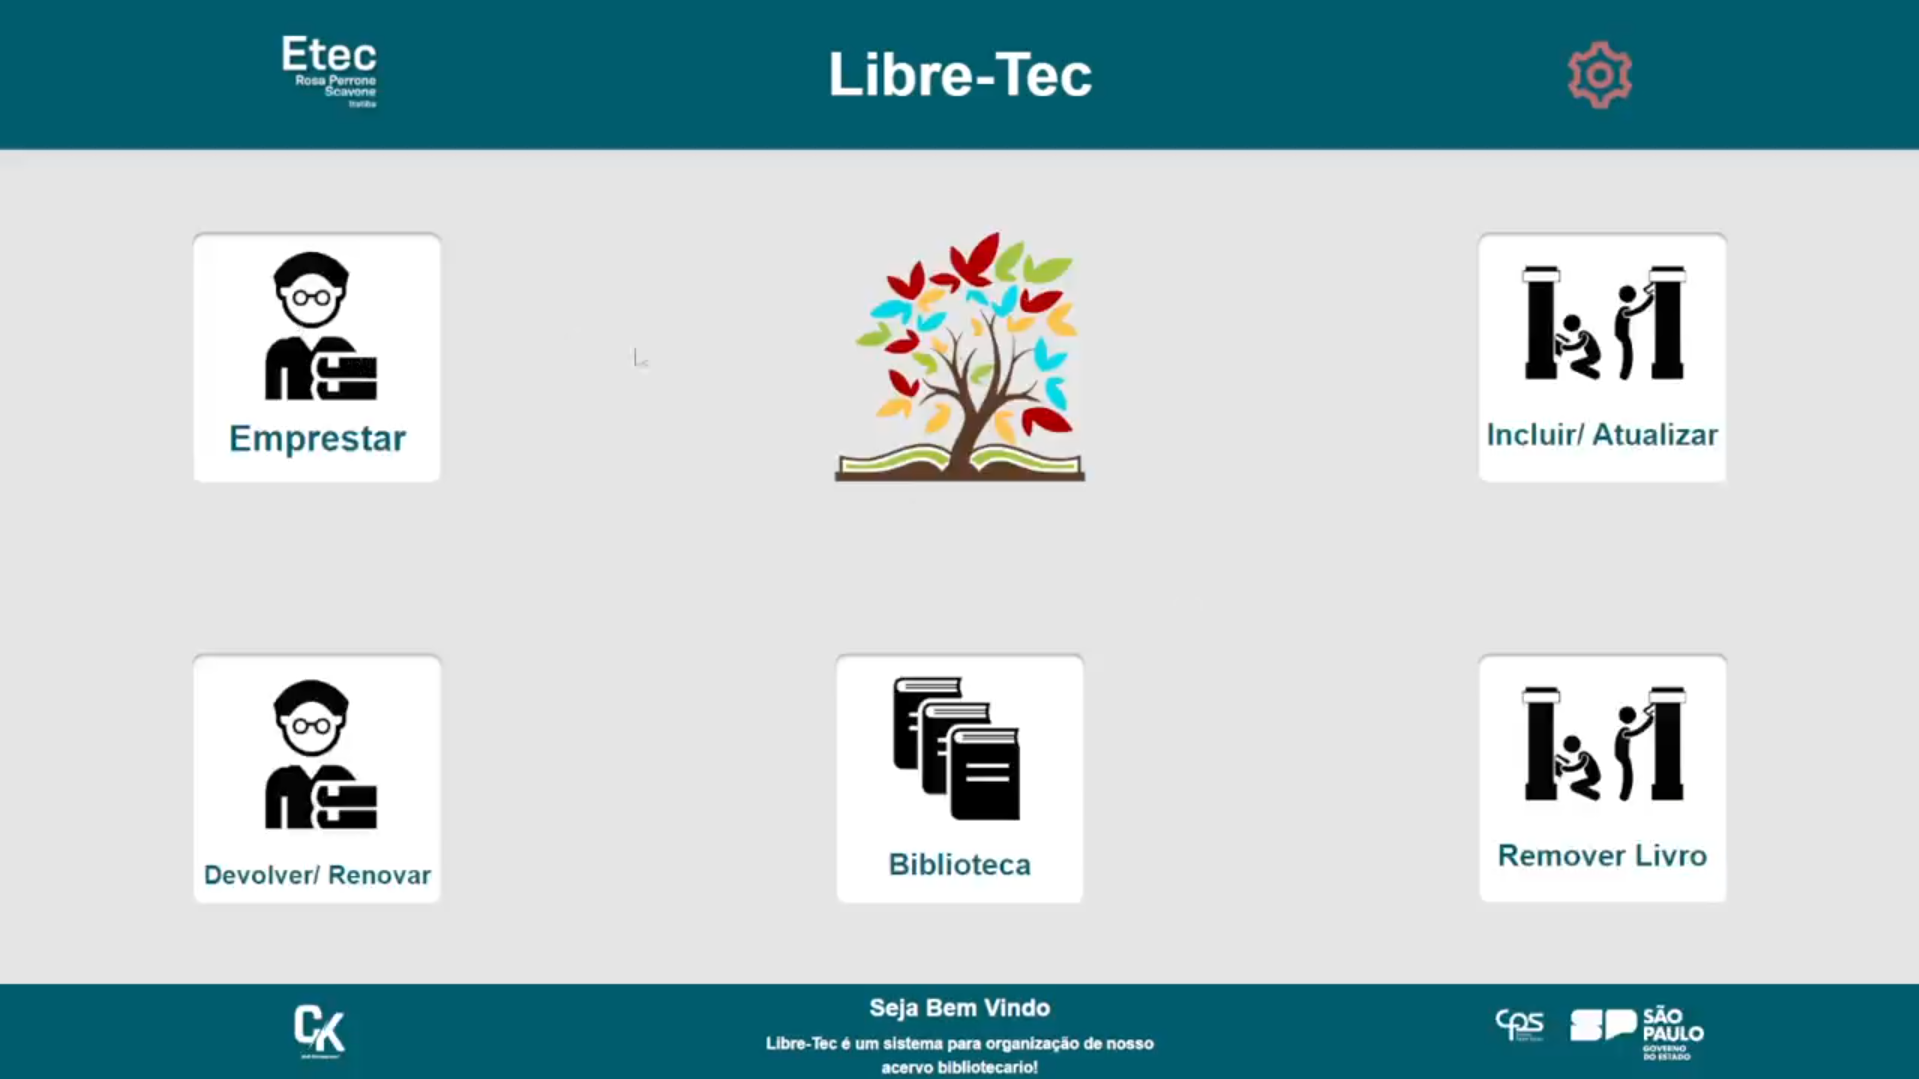 Etec
Rosa Perrone
Scavone
Itatiba
Libre-Tec
Emprestar
Incluir/ Atualizar
Devolver/ Renovar
Biblioteca
Remover Livro
CK
Seja Bem Vindo
Libre-Tec é um sistema para organização de nosso
acervo bibliotecario!
cps
SP
SÃO
PAULO
GOVERNO
DO ESTADO